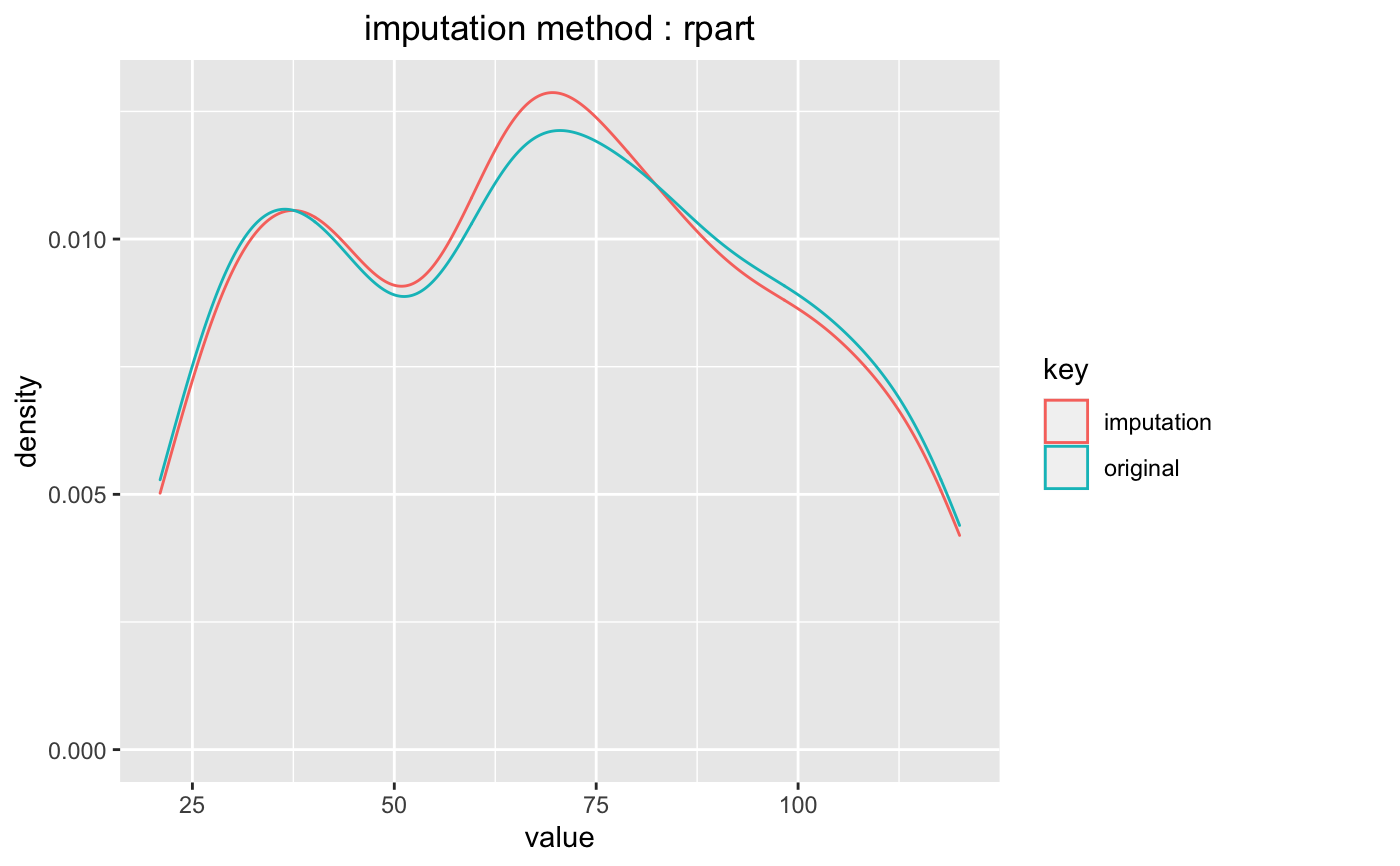 imputation method : rpart
density
0.010
0.005
0.000
25 50 75 100
value
key
imputation
original